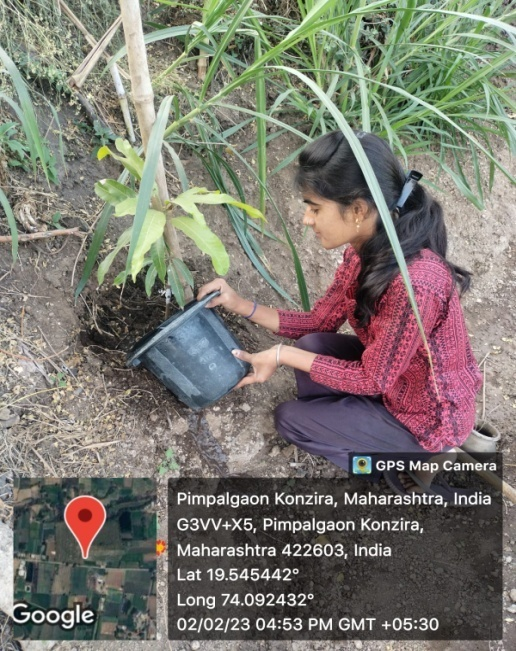 GPS Map Camera
Pimpalgaon Konzira, Maharashtra, India
G3VV+X5, Pimpalgaon Konzira,
Maharashtra 422603, India
Lat 19.545442°
Long 74.092432°
02/02/23 04:53 PM GMT +05:30
Google